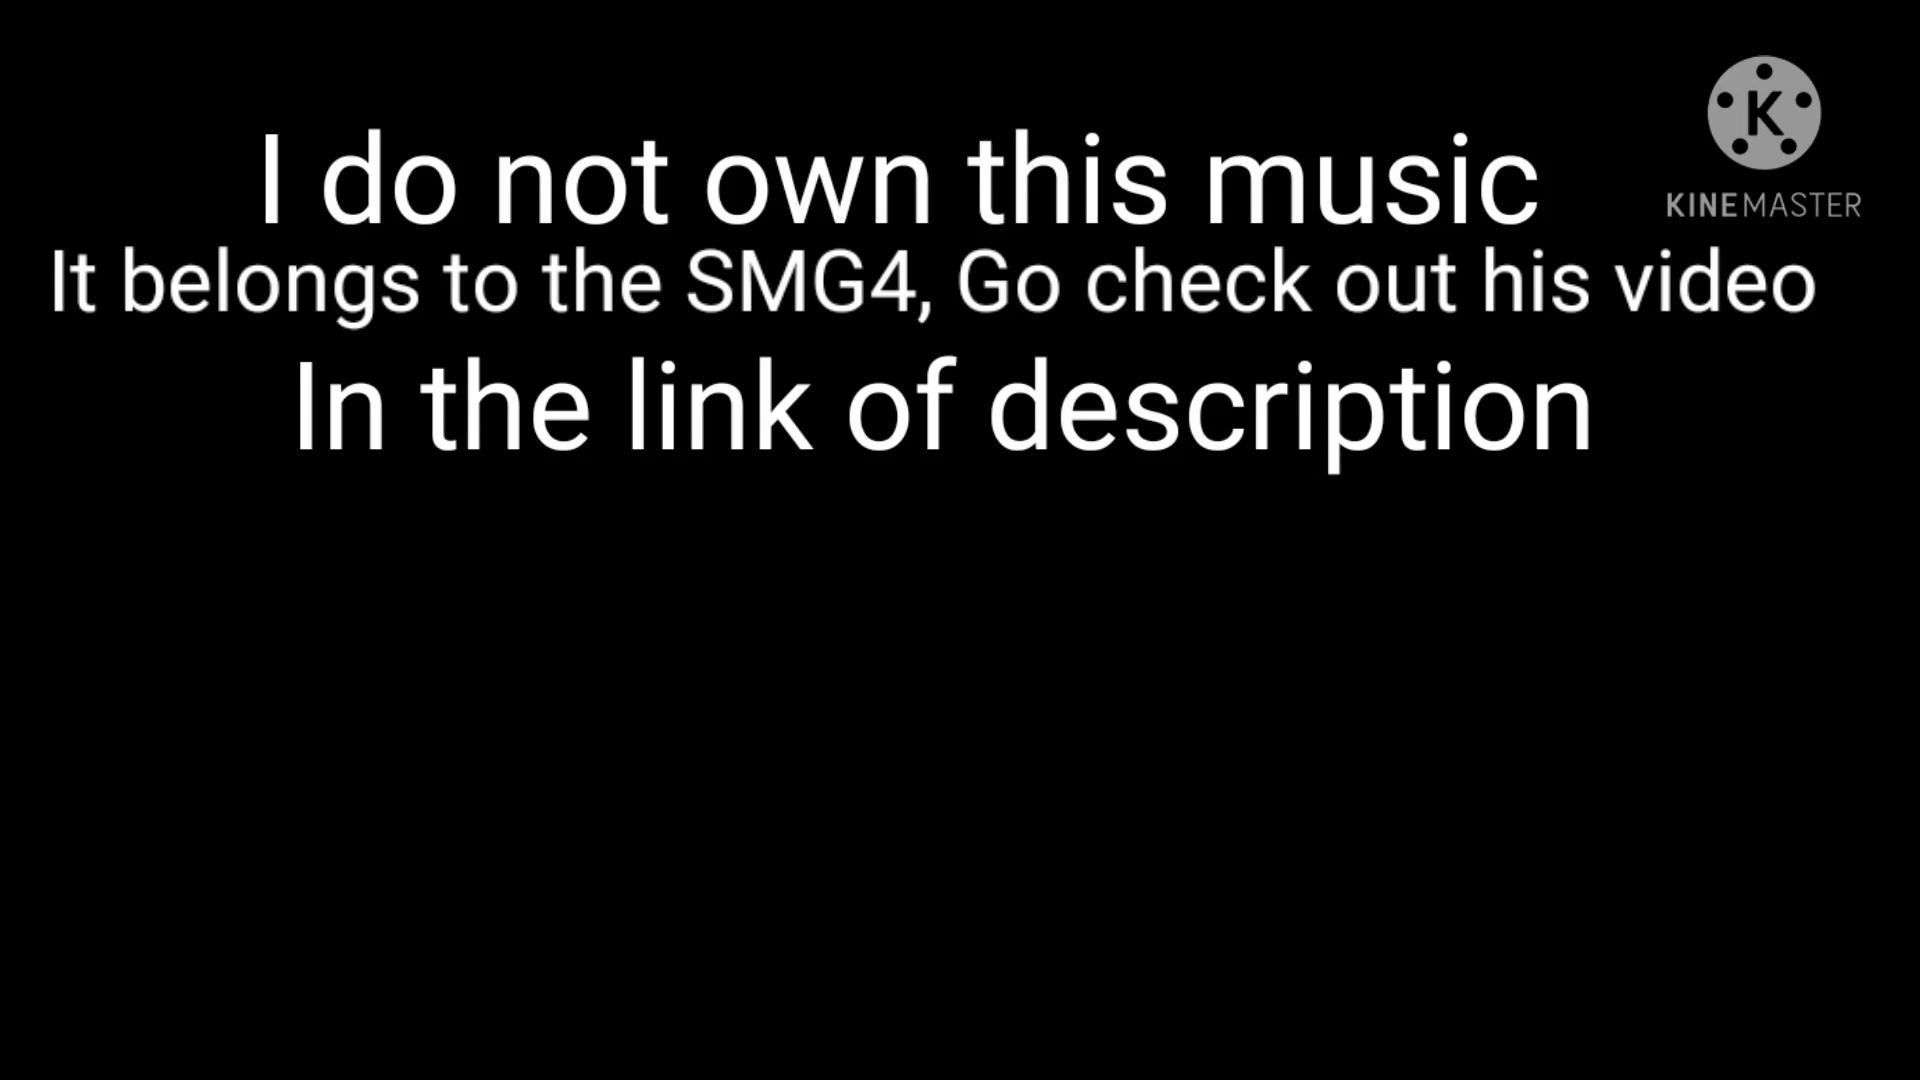 I do not own this music
It belongs to the SMG4, Go check out his video
In the link of description
K
KINEMASTER